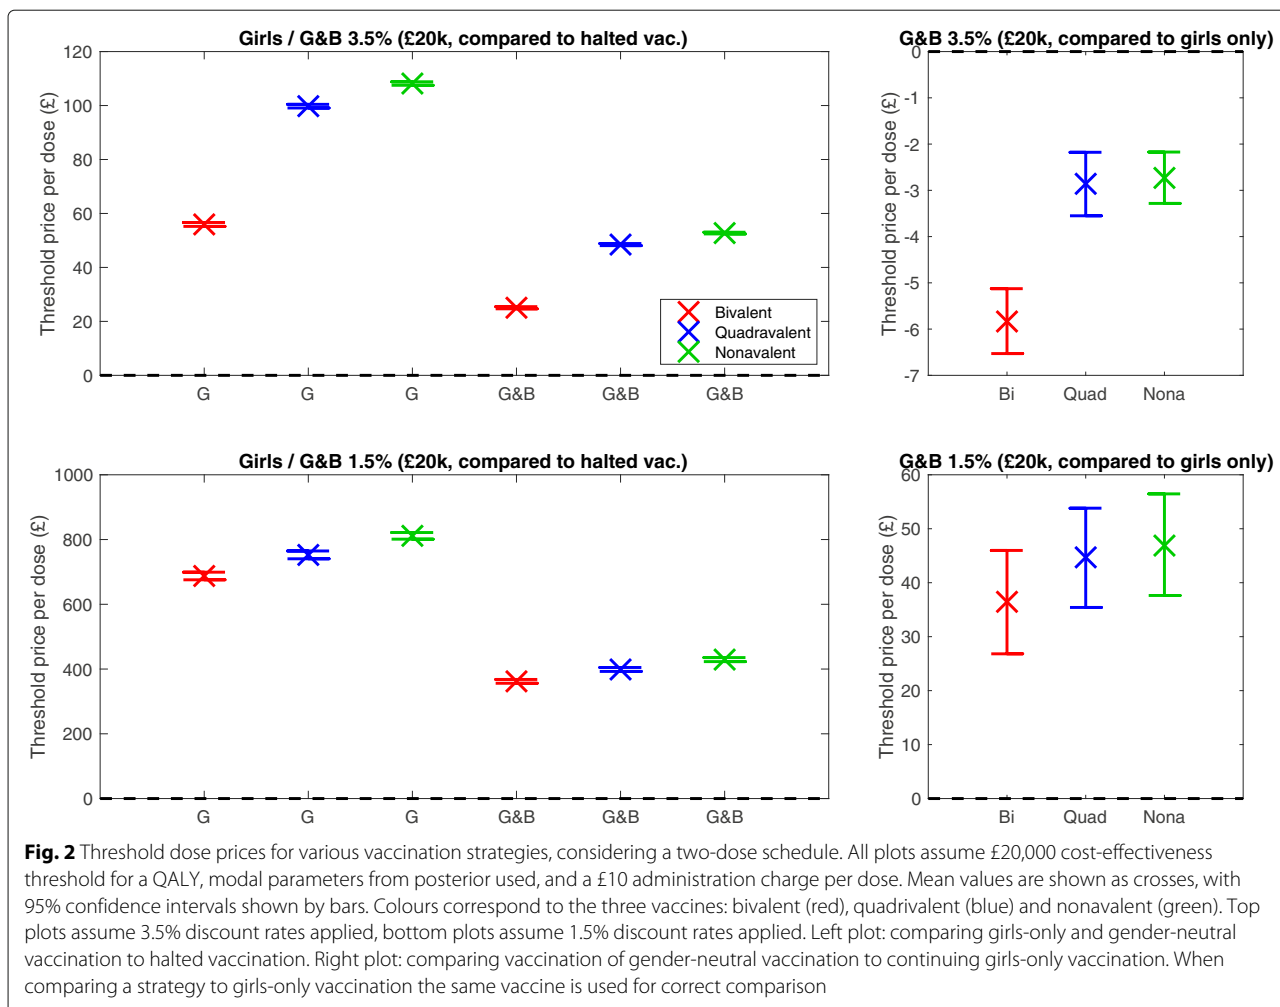 Girls / G&B 3.5% (£20k, compared to halted vac.)
Threshold price per dose (£)
120
100
80
60
40
20
0
G
G
G
G&B
G&B
G&B
Bivalent
Quadravalent
Nonavalent
G&B 3.5% (£20k, compared to girls only)
Threshold price per dose (£)
0
-1
-2
-3
-4
-5
-6
-7
Bi
Quad
Nona
Girls / G&B 1.5% (£20k, compared to halted vac.)
Threshold price per dose (£)
1000
800
600
400
200
0
G
G
G
G&B
G&B
G&B
G&B 1.5% (£20k, compared to girls only)
Threshold price per dose (£)
60
50
40
30
20
10
0
Bi
Quad
Nona
Fig. 2 Threshold dose prices for various vaccination strategies, considering a two-dose schedule. All plots assume £20,000 cost-effectiveness
threshold for a QALY, modal parameters from posterior used, and a £10 administration charge per dose. Mean values are shown as crosses, with
95% confidence intervals shown by bars. Colours correspond to the three vaccines: bivalent (red), quadrivalent (blue) and nonavalent (green). Top
plots assume 3.5% discount rates applied, bottom plots assume 1.5% discount rates applied. Left plot: comparing girls-only and gender-neutral
vaccination to halted vaccination. Right plot: comparing vaccination of gender-neutral vaccination to continuing girls-only vaccination. When
comparing a strategy to girls-only vaccination the same vaccine is used for correct comparison